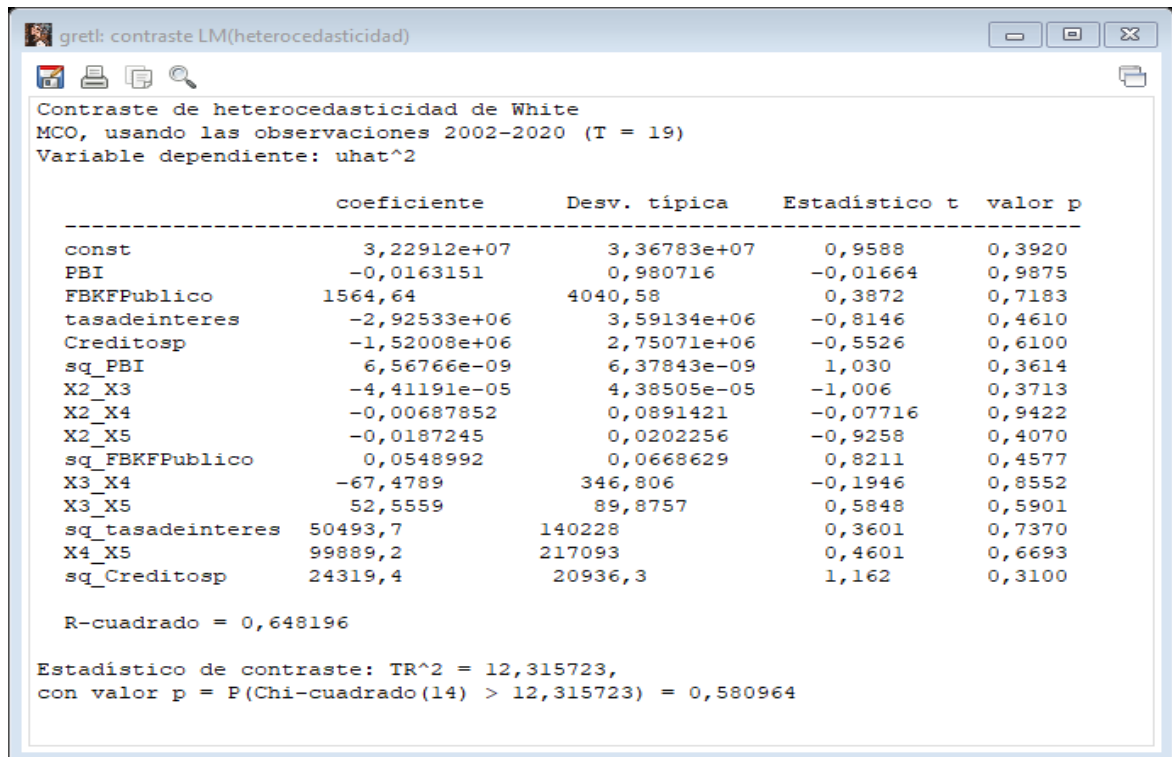 gretl: contraste LM(heterocedasticidad)
Contraste de heterocedasticidad de White
MCO, usando las observaciones 2002-2020 (T = 19)
Variable dependiente: uhat^2
coeficiente Desv. típica Estadístico t valor p
---------------------------------------------------------------------------
const 3,22912e+07 3,36783e+07 0,9588 0,3920
PBI −0,0163151 0,980716 −0,01664 0,9875
FBKFPublico 1564,64 4040,58 0,3872 0,7183
tasadeinteres −2,92533e+06 3,59134e+06 −0,8146 0,4610
Creditosp −1,52008e+06 2,75071e+06 −0,5526 0,6100
sq_PBI 6,56766e-09 6,37843e-09 1,030 0,3614
X2_X3 −4,41191e-05 4,38505e-05 −1,006 0,3713
X2_X4 −0,00687852 0,0891421 −0,07716 0,9422
X2_X5 −0,0187245 0,0202256 −0,9258 0,4070
sq_FBKFPublico 0,0548992 0,0668629 0,8211 0,4577
X3_X4 −67,4789 346,806 −0,1946 0,8552
X3_X5 52,5559 89,8757 0,5848 0,5901
sq_tasadeinteres 50493,7 140228 0,3601 0,7370
X4_X5 99889,2 217093 0,4601 0,6693
sq_Creditosp 24319,4 20936,3 1,162 0,3100
R-cuadrado = 0,648196
Estadístico de contraste: TR^2 = 12,315723,
con valor p = P(Chi-cuadrado(14) > 12,315723) = 0,580964